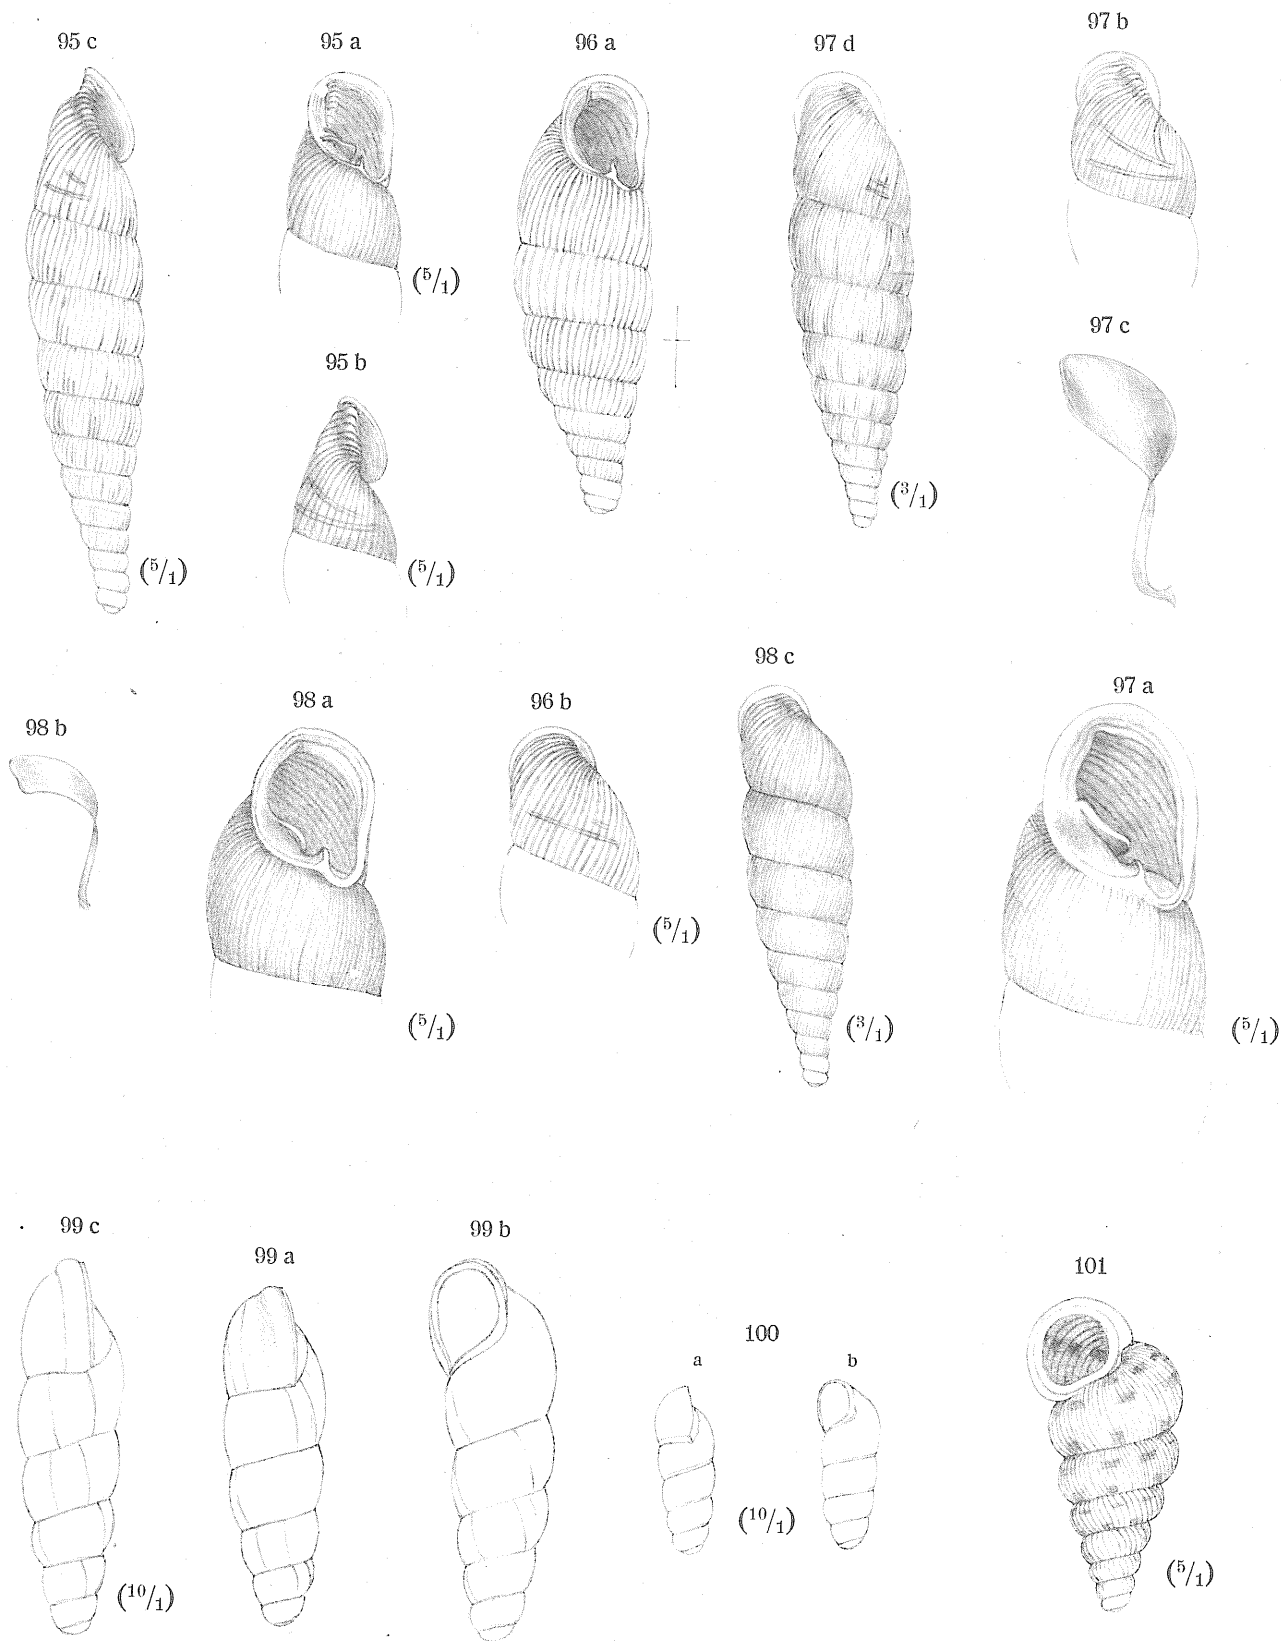 95 c
95 a
96 a
97 d
97 b
(5/1)
97 c
95 b
(3/1)
(5/1)
(5/1)
98 c
98 b
98 a
96 b
97 a
(5/1)
(5/1)
(3/1)
(5/1)
99 c
99 a
99 b
100
a
b
101
(10/1)
(10/1)
(5/1)